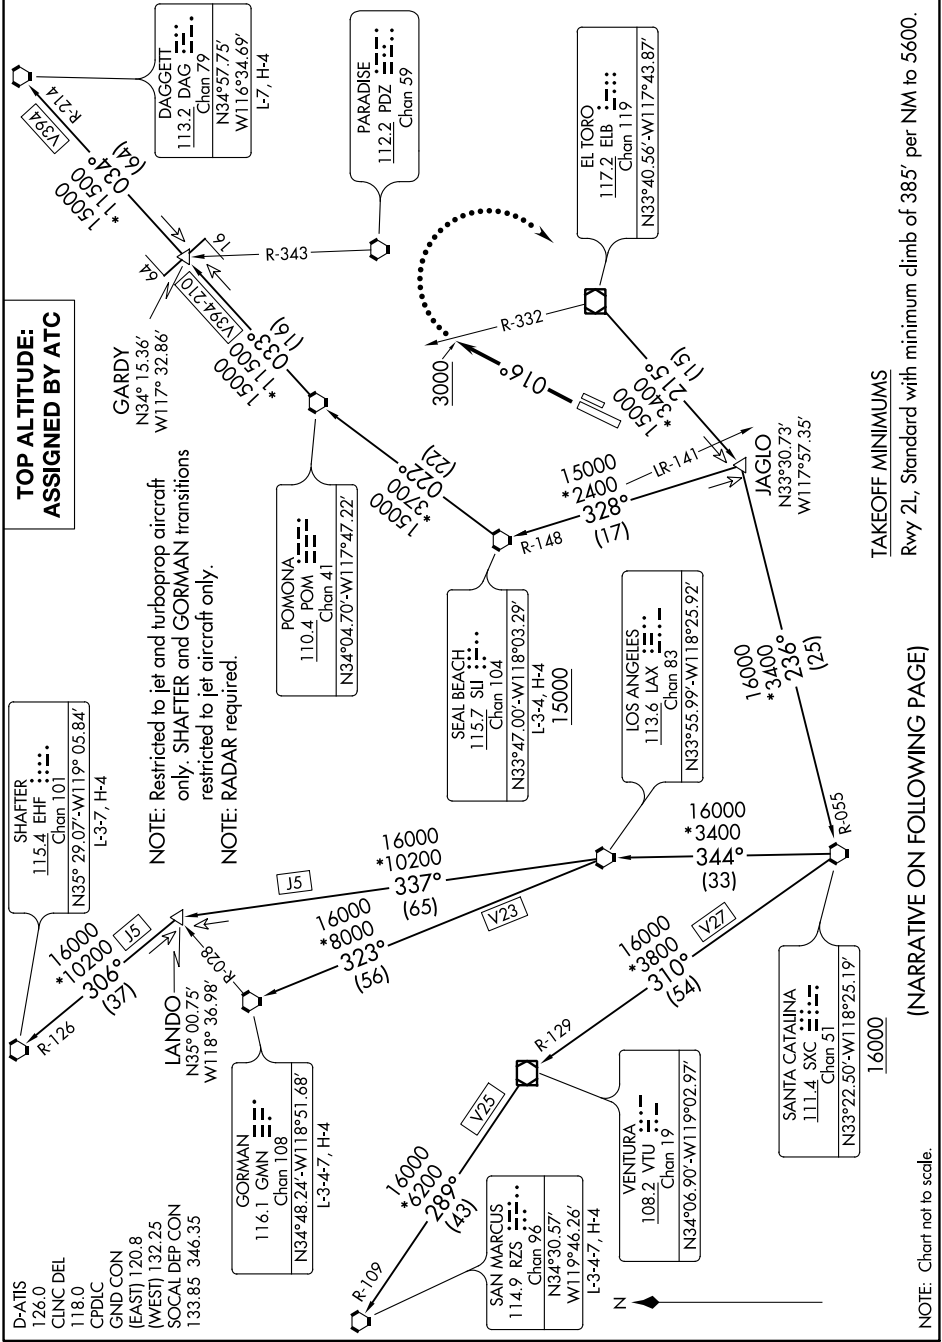 D-ATIS
126.0
CLNC DEL
118.0
CPDLC
GND CON
(EAST) 120.8
(WEST) 132.25
SOCAL DEP CON
133.85 346.35
SHAFTER
115.4 EHF
Chan 101
N35° 29.07'-W119° 05.84'
L-3-7, H-4
TOP ALTITUDE:
ASSIGNED BY ATC
NOTE: Restricted to jet and turboprop aircraft
only. SHAFTER and GORMAN transitions
restricted to jet aircraft only.
NOTE: RADAR required.
DAGGETT
113.2 DAG
Chan 79
N34°57.75'
W116°34.69'
L-7, H-4
R-214
V394
15000
*11500
034°
(64)
GARDY
N34° 15.36'
W117° 32.86'
64
16
R-343
PARADISE
112.2 PDZ
Chan 59
V394-210
15000
*11500
033°
(16)
POMONA
110.4 POM
Chan 41
N34°04.70'-W117°47.22'
15000
*3700
022°
(22)
R-126
16000
*10200
306°
(37)
J5
LANDO
N35° 00.75'
W118° 36.98'
R-028
GORMAN
116.1 GMN
Chan 108
N34°48.24'-W118°51.68'
L-3-4-7, H-4
J5
16000
*10200
337°
(65)
16000
*8000
323°
(56)
V23
SEAL BEACH
115.7 SLI
Chan 104
N33°47.00'-W118°03.29'
L-3-4, H-4
15000
R-148
15000
*2400
328°
(17)
LR-141
3000
R-332
016°
EL TORO
117.2 ELB
Chan 119
N33°40.56'-W117°43.87'
15000
*3400
215°
(15)
JAGLO
N33°30.73'
W117°57.35'
LOS ANGELES
113.6 LAX
Chan 83
N33°55.99'-W118°25.92'
16000
*3400
344°
(33)
16000
*3400
236°
(25)
R-055
V27
16000
*3800
310°
(54)
R-129
SANTA CATALINA
111.4 SXC
Chan 51
N33°22.50'-W118°25.19'
16000
VENTURA
108.2 VTU
Chan 19
N34°06.90'-W119°02.97'
V25
16000
*6200
289°
(43)
R-109
SAN MARCUS
114.9 RZS
Chan 96
N34°30.57'
W119°46.26'
L-3-4-7, H-4
N
TAKEOFF MINIMUMS
Rwy 2L, Standard with minimum climb of 385' per NM to 5600.
(NARRATIVE ON FOLLOWING PAGE)
NOTE: Chart not to scale.